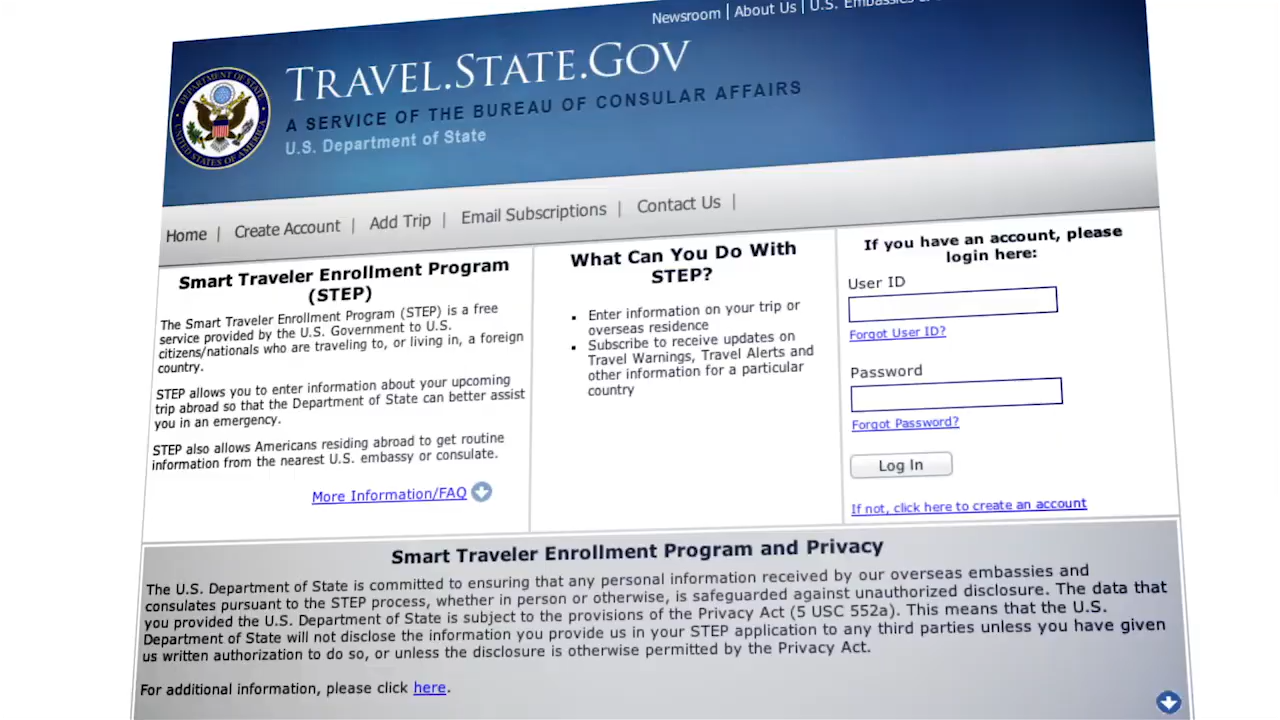 Newsroom | About Us | U.S. Embassies &
DEPARTMENT OF STATE
UNITED STATES OF AMERICA
TRAVEL.STATE.GOV
A SERVICE OF THE BUREAU OF CONSULAR AFFAIRS
U.S. Department of State
Home | Create Account | Add Trip | Email Subscriptions | Contact Us |
Smart Traveler Enrollment Program
(STEP)
The Smart Traveler Enrollment Program (STEP) is a free
service provided by the U.S. Government to U.S.
citizens/nationals who are traveling to, or living in, a foreign
country.
STEP allows you to enter information about your upcoming
trip abroad so that the Department of State can better assist
you in an emergency.
STEP also allows Americans residing abroad to get routine
information from the nearest U.S. embassy or consulate.
More Information/FAQ
What Can You Do With
STEP?
Enter information on your trip or
overseas residence
Subscribe to receive updates on
Travel Warnings, Travel Alerts and
other information for a particular
country
If you have an account, please
login here:
User ID
Forgot User ID?
Password
Forgot Password?
Log In
If not, click here to create an account
Smart Traveler Enrollment Program and Privacy
The U.S. Department of State is committed to ensuring that any personal information received by our overseas embassies and
consulates pursuant to the STEP process, whether in person or otherwise, is safeguarded against unauthorized disclosure. The data that
you provided the U.S. Department of State is subject to the provisions of the Privacy Act (5 USC 552a). This means that the U.S.
Department of State will not disclose the information you provide us in your STEP application to any third parties unless you have given
us written authorization to do so, or unless the disclosure is otherwise permitted by the Privacy Act.
For additional information, please click here.